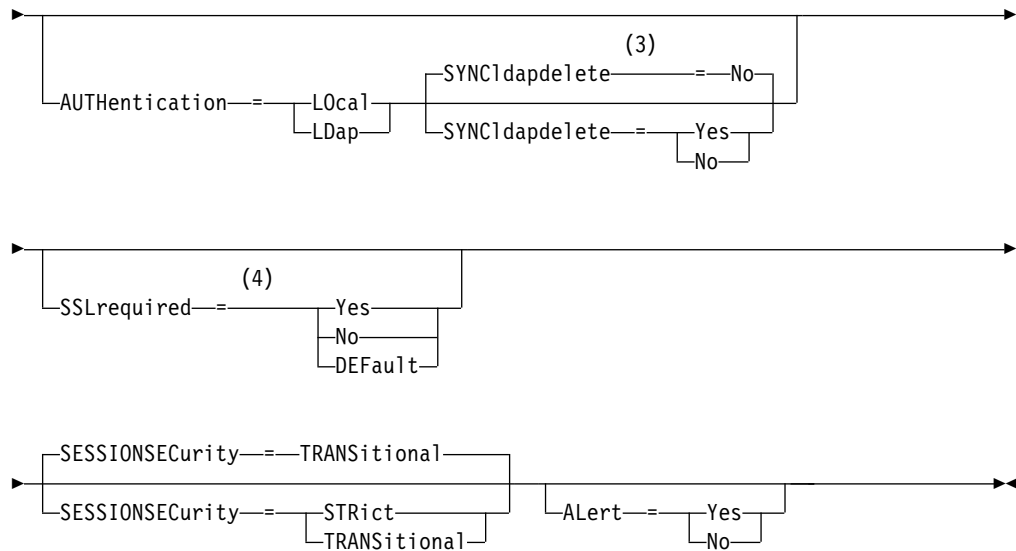 (3)
SYNCldapdelete = No
AUTHentication = LOcal
LDap
SYNCldapdelete = Yes
No
(4)
SSLrequired = Yes
No
DEFault
SESSIONSECurity = TRANSitional
SESSIONSECurity = STRict
TRANSitional
ALert = Yes
No